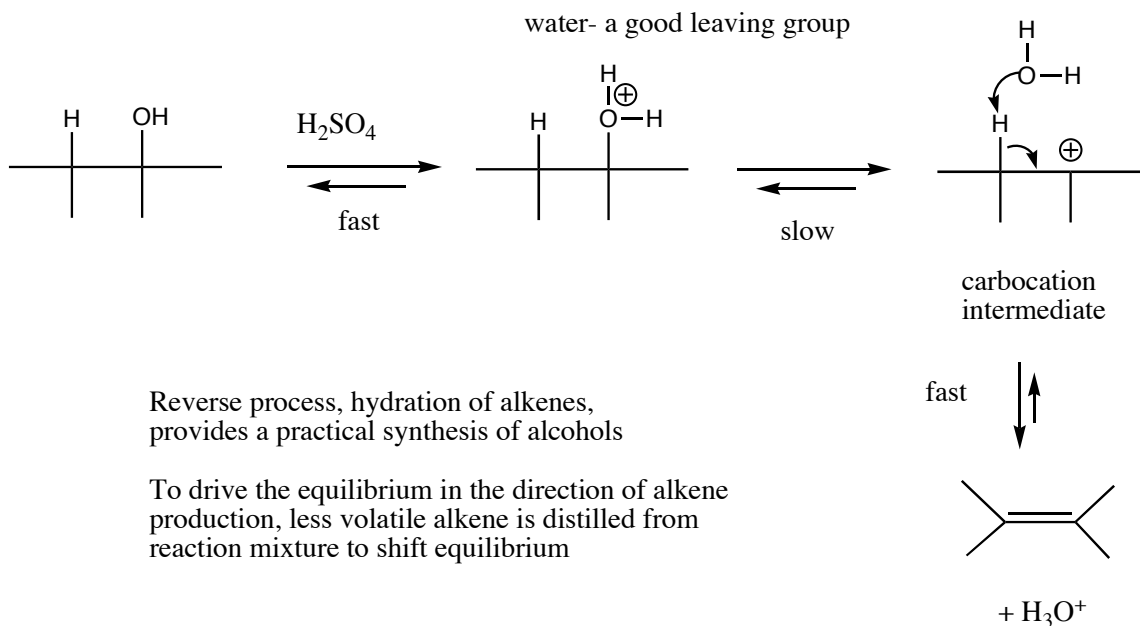 water- a good leaving group
H
O H
H
⊕
H OH
H₂SO₄
H O H
H
⊕
fast
slow
carbocation
intermediate
Reverse process, hydration of alkenes,
provides a practical synthesis of alcohols
fast
To drive the equilibrium in the direction of alkene
production, less volatile alkene is distilled from
reaction mixture to shift equilibrium
+ H₃O⁺